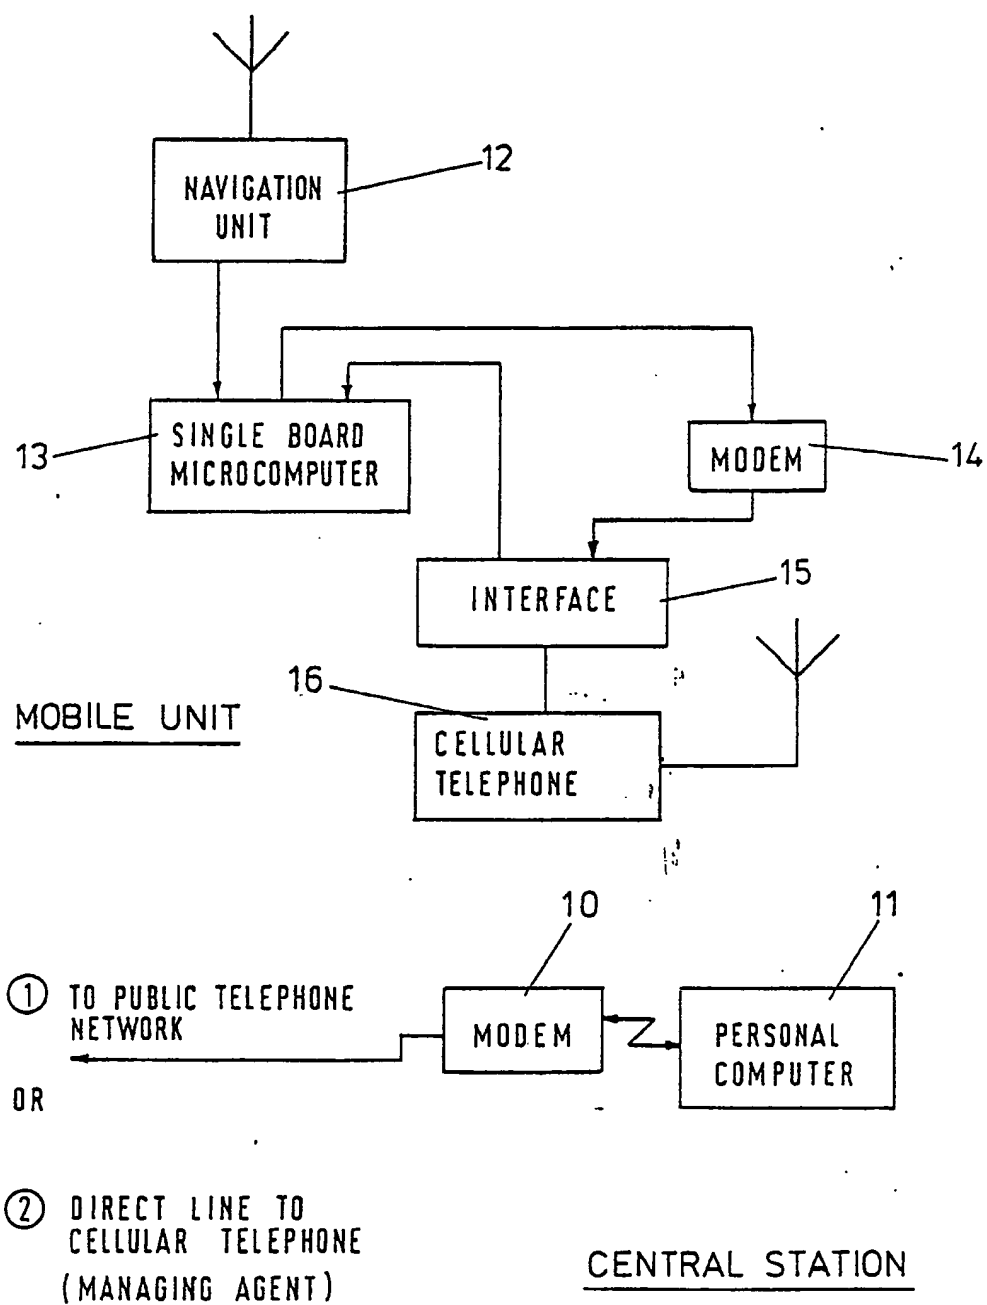 12
NAVIGATION
UNIT
13
SINGLE BOARD
MICROCOMPUTER
MODEM
14
15
INTERFACE
16
MOBILE UNIT
CELLULAR
TELEPHONE
10
11
1 TO PUBLIC TELEPHONE
NETWORK
MODEM
PERSONAL
COMPUTER
OR
2 DIRECT LINE TO
CELLULAR TELEPHONE
(MANAGING AGENT)
CENTRAL STATION